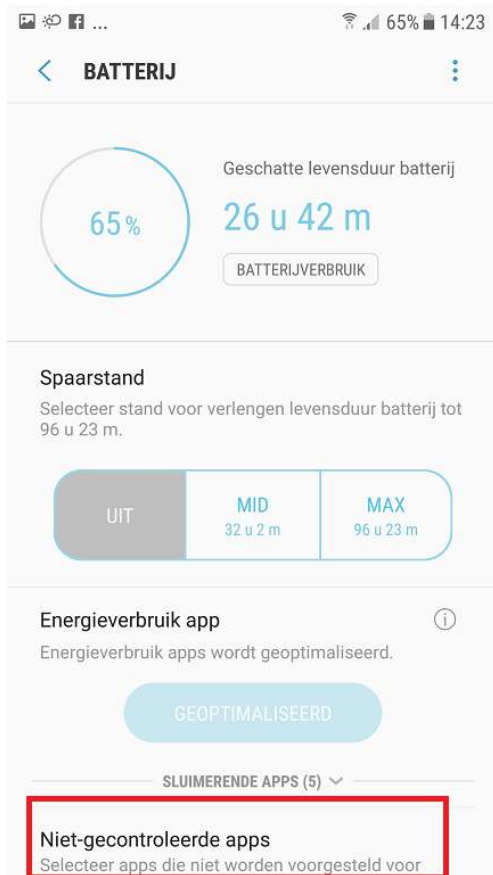 ... 65% 14:23
BATTERIJ
65%
Geschatte levensduur batterij
26 u 42 m
BATTERIJVERBRUIK
Spaarstand
Selecteer stand voor verlengen levensduur batterij tot
96 u 23 m.
UIT
MID
32 u 2 m
MAX
96 u 23 m
Energieverbruik app
Energieverbruik apps wordt geoptimaliseerd.
GEOPTIMALISEERD
SLUIMERENDE APPS (5)
Niet-gecontroleerde apps
Selecteer apps die niet worden voorgesteld voor